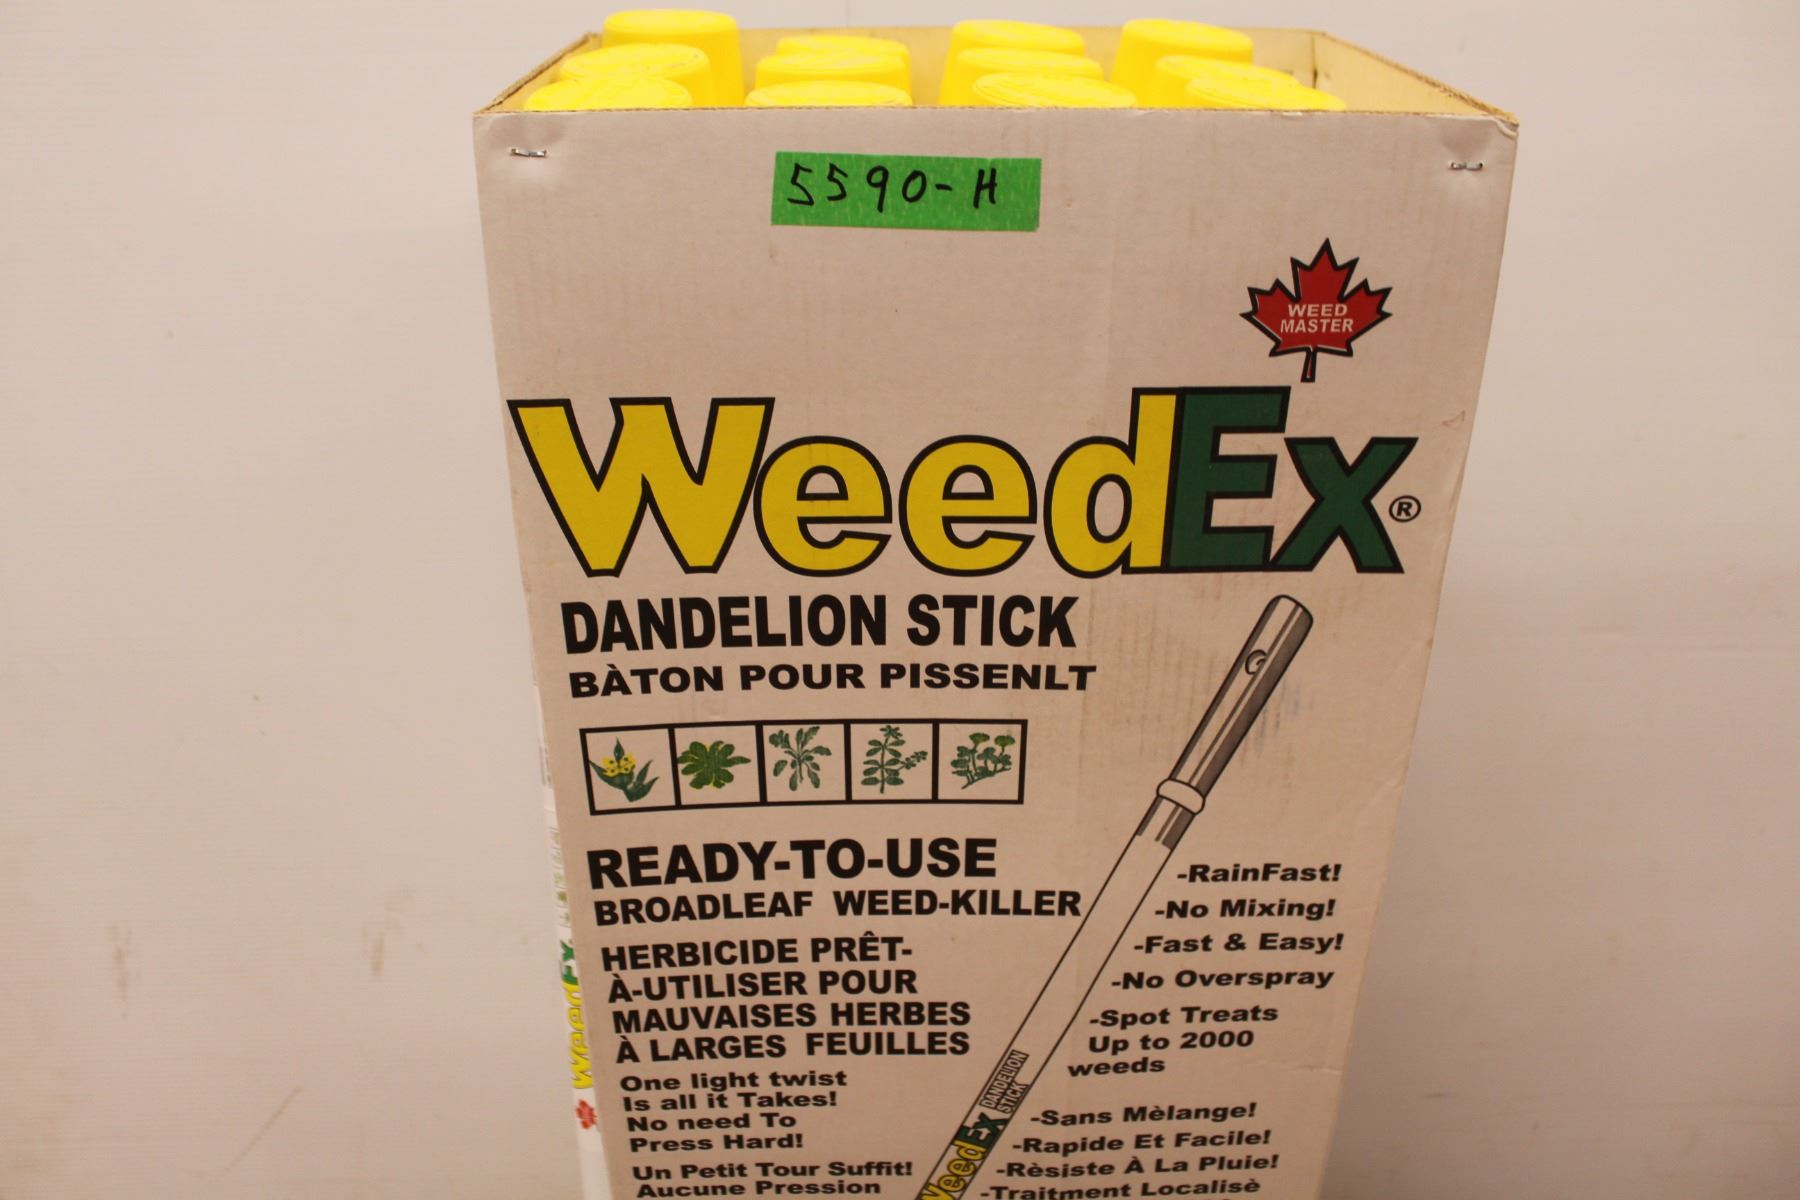 5590-H
WEED
MASTER
WeedEx®
DANDELION STICK
BÀTON POUR PISSENLT
READY-TO-USE
BROADLEAF WEED-KILLER
HERBICIDE PRÊT-
À-UTILISER POUR
MAUVAISES HERBES
À LARGES FEUILLES
One light twist
Is all it Takes!
No need To
Press Hard!
Un Petit Tour Suffit!
Aucune Pression
-RainFast!
-No Mixing!
-Fast & Easy!
-No Overspray
-Spot Treats
Up to 2000
weeds
-Sans Mèlange!
-Rapide Et Facile!
-Rèsiste À La Pluie!
-Traitment Localisè
WeedEx
DANDELION
STICK
WeedEx